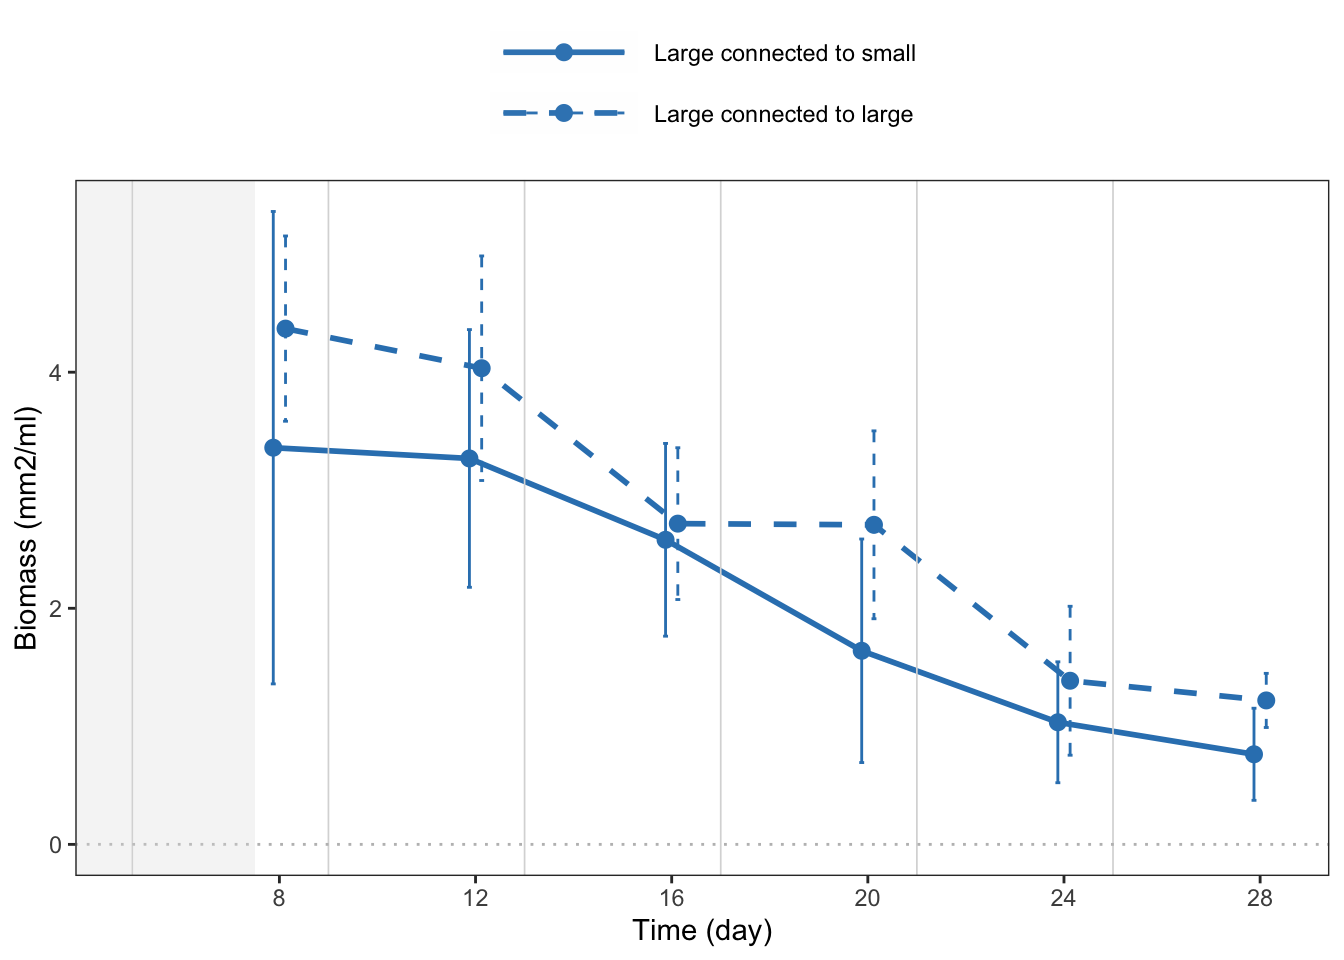 Large connected to small
Large connected to large
Biomass (mm2/ml)
4
2
0
8 12 16 20 24 28
Time (day)